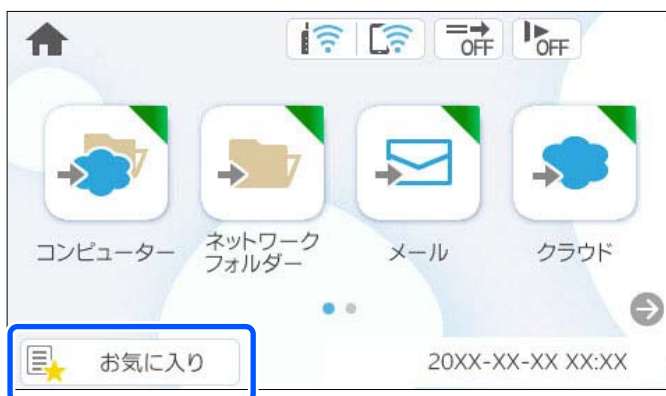 OFF
OFF
コンピューター
ネットワーク
フォルダー
メール
クラウド
お気に入り
20XX-XX-XX XX:XX